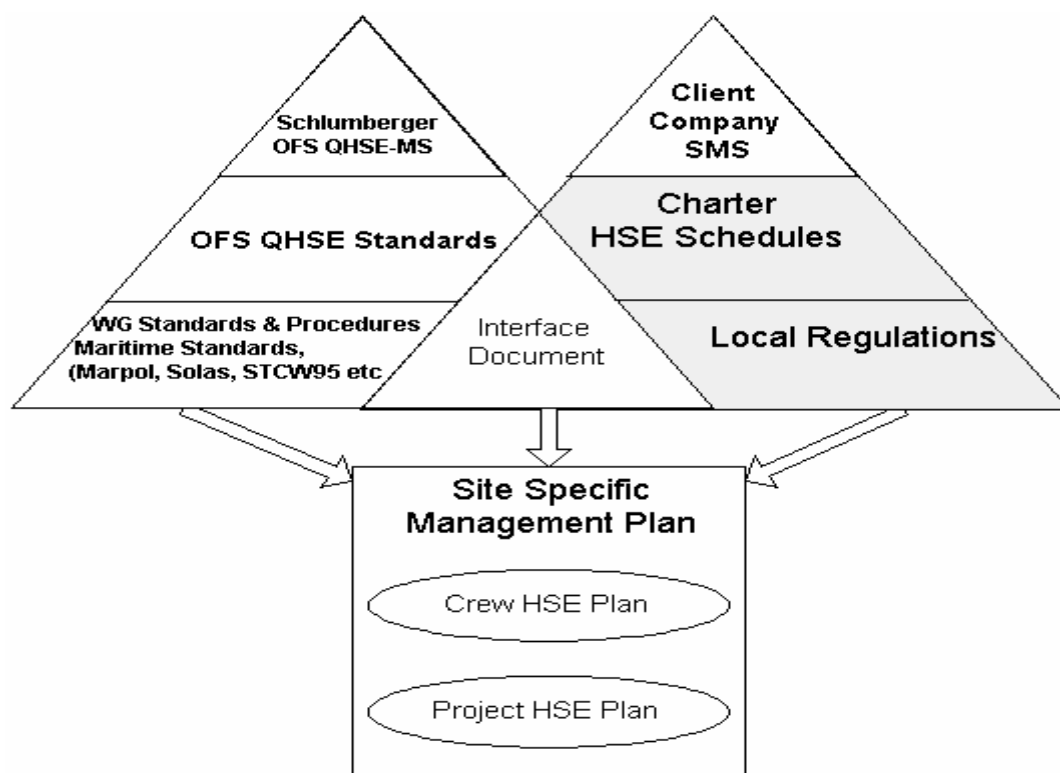 Schlumberger
OFS QHSE-MS
OFS QHSE Standards
WG Standards & Procedures
Maritime Standards,
(Marpol, Solas, STCW95 etc
Client
Company
SMS
Charter
HSE Schedules
Local Regulations
Interface
Document
Site Specific
Management Plan
Crew HSE Plan
Project HSE Plan